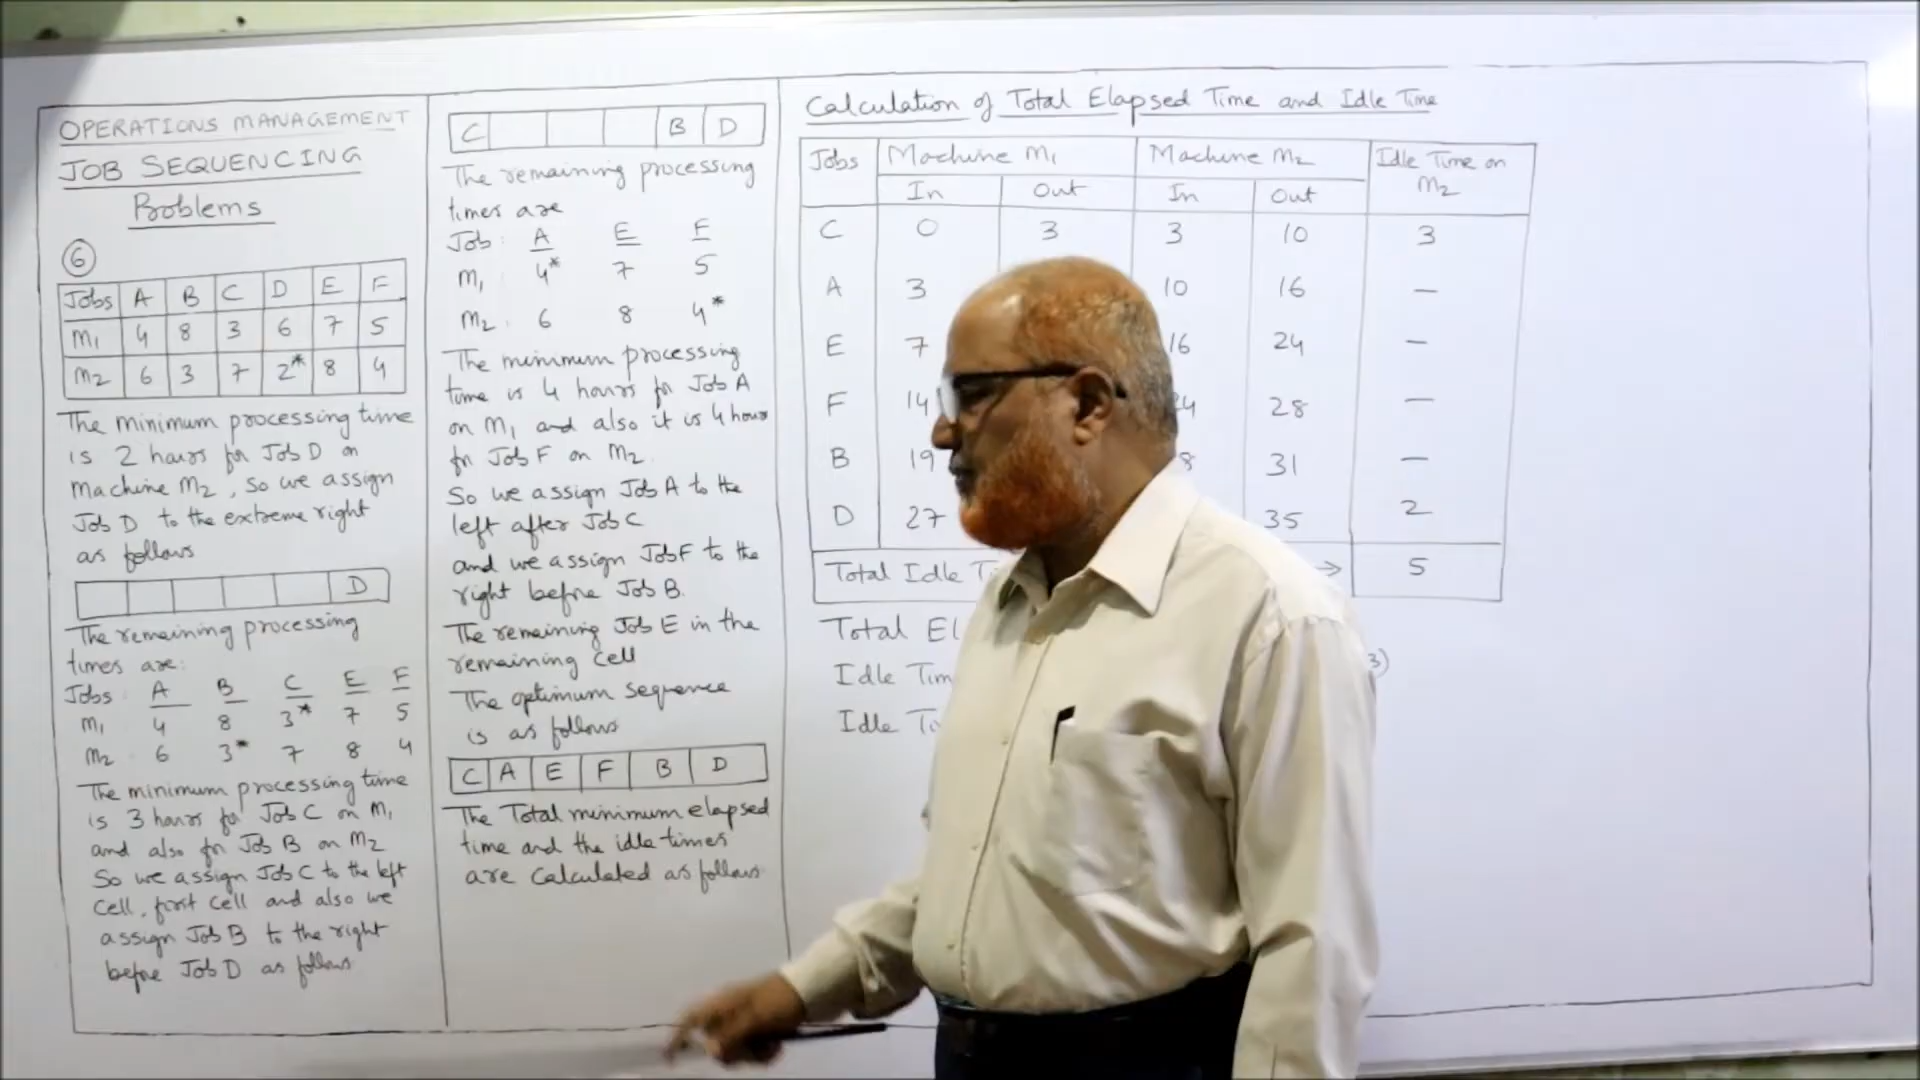 OPERATIONS MANAGEMENT
JOB SEQUENCING
Problems
6
Jobs A B C D E F
M1 4 8 3 6 7 5
M2 6 3 7 2* 8 4
The minimum processing time
is 2 hours for Job D on
Machine M2, So we assign
Job D to the extreme right
as follows
D
The remaining processing
times are:
Jobs: A B C E F
M1 4 8 3* 7 5
M2 6 3* 7 8 4
The minimum processing time
is 3 hours for Job C on M1
and also for Job B on M2
So we assign Job C to the left
cell, first cell and also we
assign Job B to the right
before Job D as follows
C B D
The remaining processing
times are
Job: A E F
M1 4* 7 5
M2: 6 8 4*
The minimum processing
time is 4 hours for Job A
on M1 and also it is 4 hours
for Job F on M2.
So we assign Job A to the
left after Job C
and we assign Job F to the
right before Job B.
The remaining Job E in the
remaining cell
The optimum sequence
is as follows
C A E F B D
The Total minimum elapsed
time and the idle times
are calculated as follows
Calculation of Total Elapsed Time and Idle Time
Jobs Machine M1 Machine M2 Idle Time on M2
In Out In Out
C 0 3 3 10 3
A 3 10 16 —
E 7 16 24 —
F 14 28 —
B 19 31 —
D 27 35 2
Total Idle → 5
Total
Idle 3)
Idle